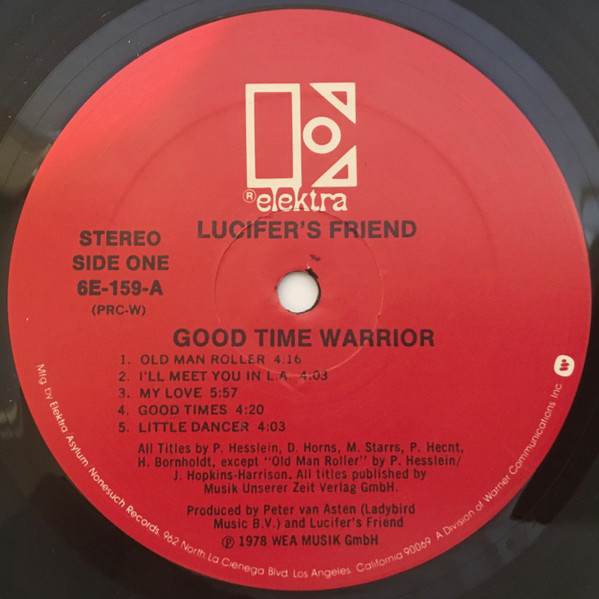 ® elektra
LUCIFER'S FRIEND
STEREO
SIDE ONE
6E-159-A
(PRC-W)
GOOD TIME WARRIOR
1. OLD MAN ROLLER 4:16
2. I'LL MEET YOU IN L.A. 4:03
3. MY LOVE 5:57
4. GOOD TIMES 4:20
5. LITTLE DANCER 4:03
All Titles by P. Hesslein, D. Horns, M. Starrs, P. Hecnt,
H. Bornholdt, except "Old Man Roller" by P. Hesslein/
J. Hopkins-Harrison. All titles published by
Musik Unserer Zeit Verlag GmbH.
Produced by Peter van Asten (Ladybird
Music B.V.) and Lucifer's Friend
℗ 1978 WEA MUSIK GmbH
Mfg. by Elektra/Asylum/Nonesuch Records, 962 North La Cienega Blvd. Los Angeles, California 90069 A Division of Warner Communications Inc.